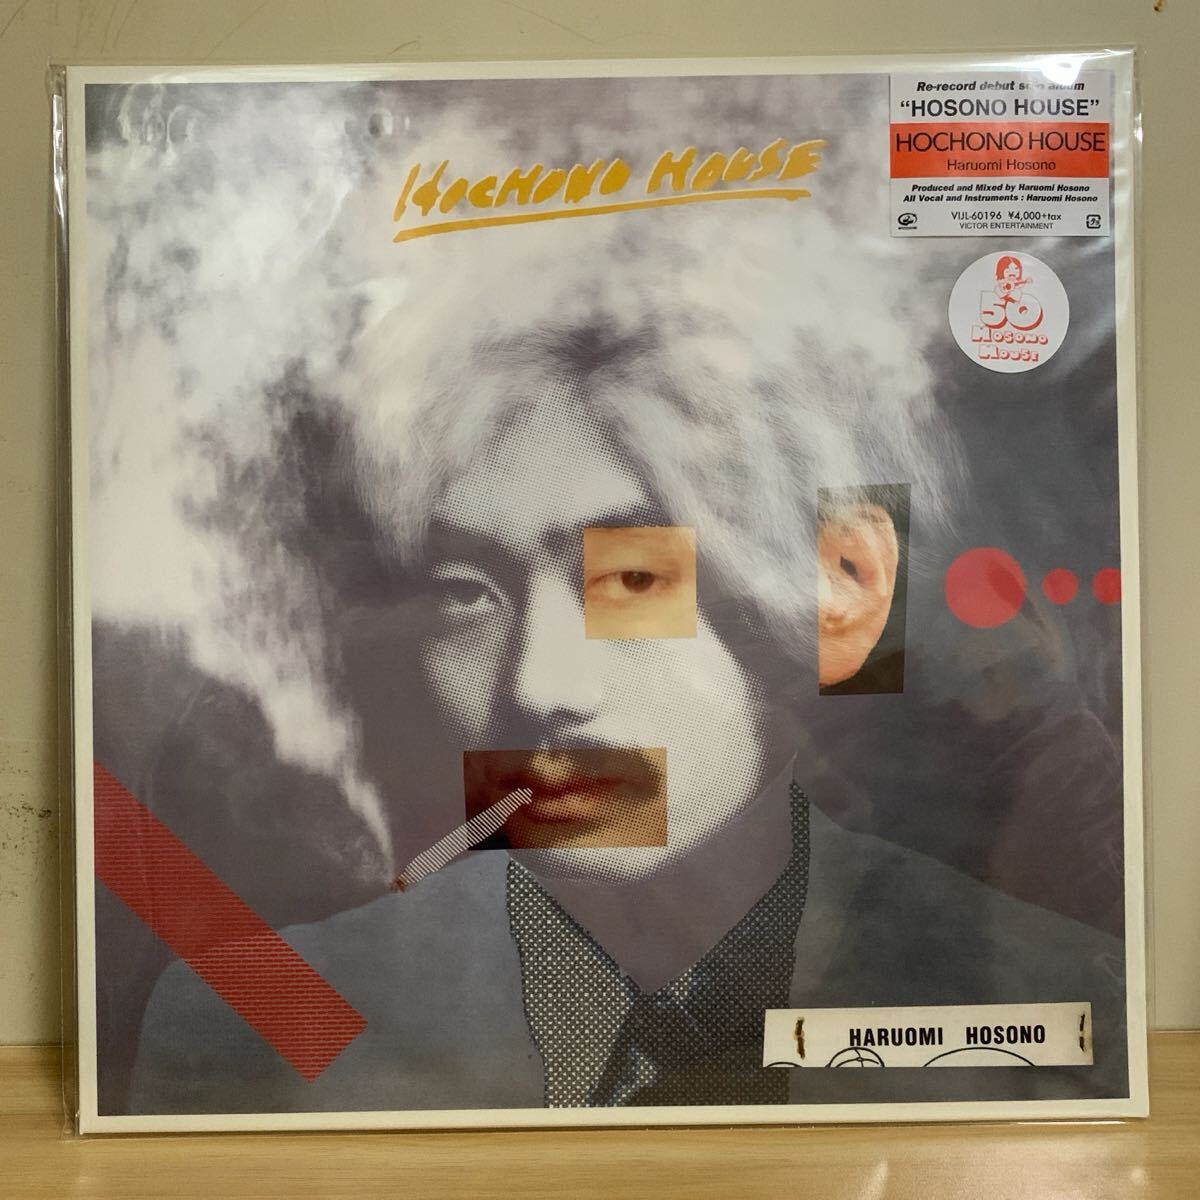 HOCHONO HOUSE
Re-record debut solo album
"HOSONO HOUSE"
HOCHONO HOUSE
Haruomi Hosono
Produced and Mixed by Haruomi Hosono
All Vocal and Instruments : Haruomi Hosono
VIJL-60196 ¥4,000+tax
VICTOR ENTERTAINMENT
50
HOSONO
HOUSE
HARUOMI HOSONO